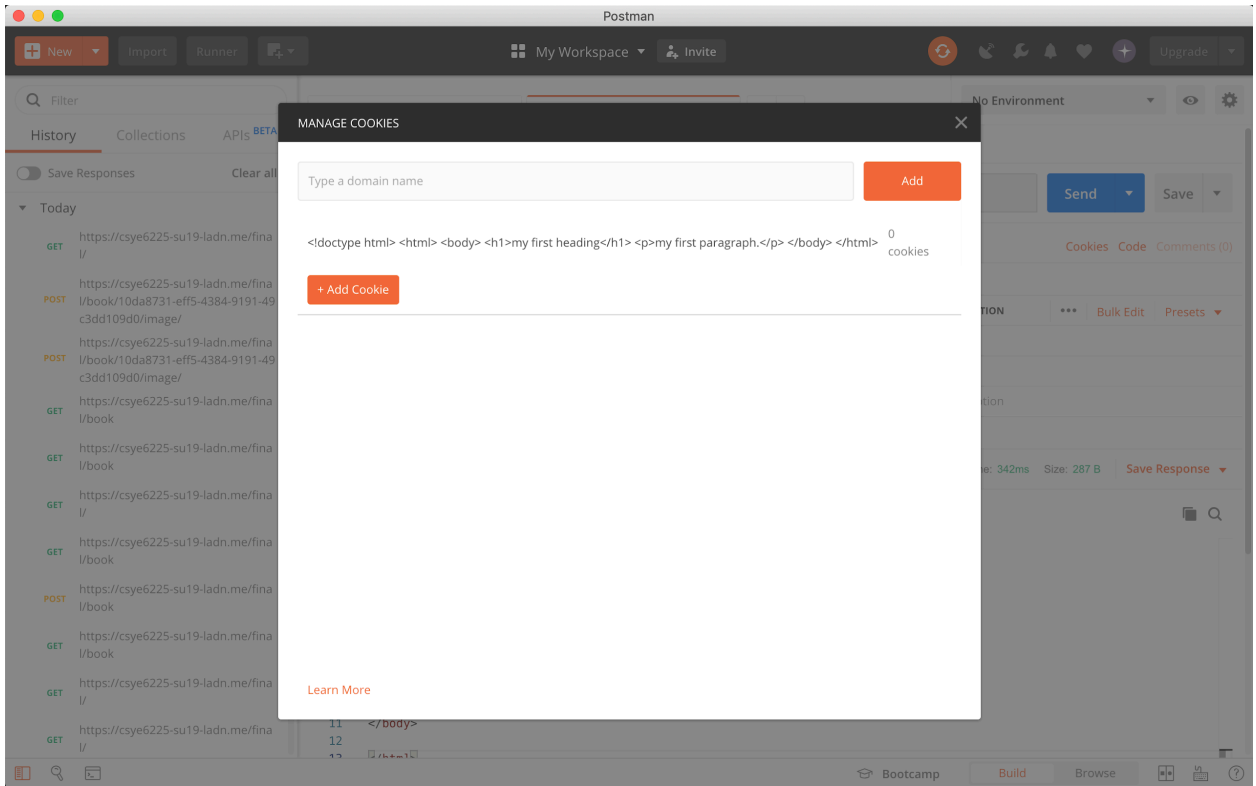 Postman
New
Import
Runner
My Workspace
Invite
Upgrade
Filter
No Environment
History
Collections
APIs BETA
MANAGE COOKIES
Save Responses
Clear all
Type a domain name
Add
Send
Save
Today
GET
https://csye6225-su19-ladn.me/fina
l/
<!doctype html> <html> <body> <h1>my first heading</h1> <p>my first paragraph.</p> </body> </html>
0
cookies
Cookies
Code
Comments (0)
POST
https://csye6225-su19-ladn.me/fina
l/book/10da8731-eff5-4384-9191-49
c3dd109d0/image/
+ Add Cookie
TION
Bulk Edit
Presets
POST
https://csye6225-su19-ladn.me/fina
l/book/10da8731-eff5-4384-9191-49
c3dd109d0/image/
GET
https://csye6225-su19-ladn.me/fina
l/book
GET
https://csye6225-su19-ladn.me/fina
l/book
342ms
Size: 287 B
Save Response
GET
https://csye6225-su19-ladn.me/fina
l/
GET
https://csye6225-su19-ladn.me/fina
l/book
POST
https://csye6225-su19-ladn.me/fina
l/book
GET
https://csye6225-su19-ladn.me/fina
l/book
GET
https://csye6225-su19-ladn.me/fina
l/
Learn More
GET
https://csye6225-su19-ladn.me/fina
l/
11 </body>
12
13 </html>
Bootcamp
Build
Browse